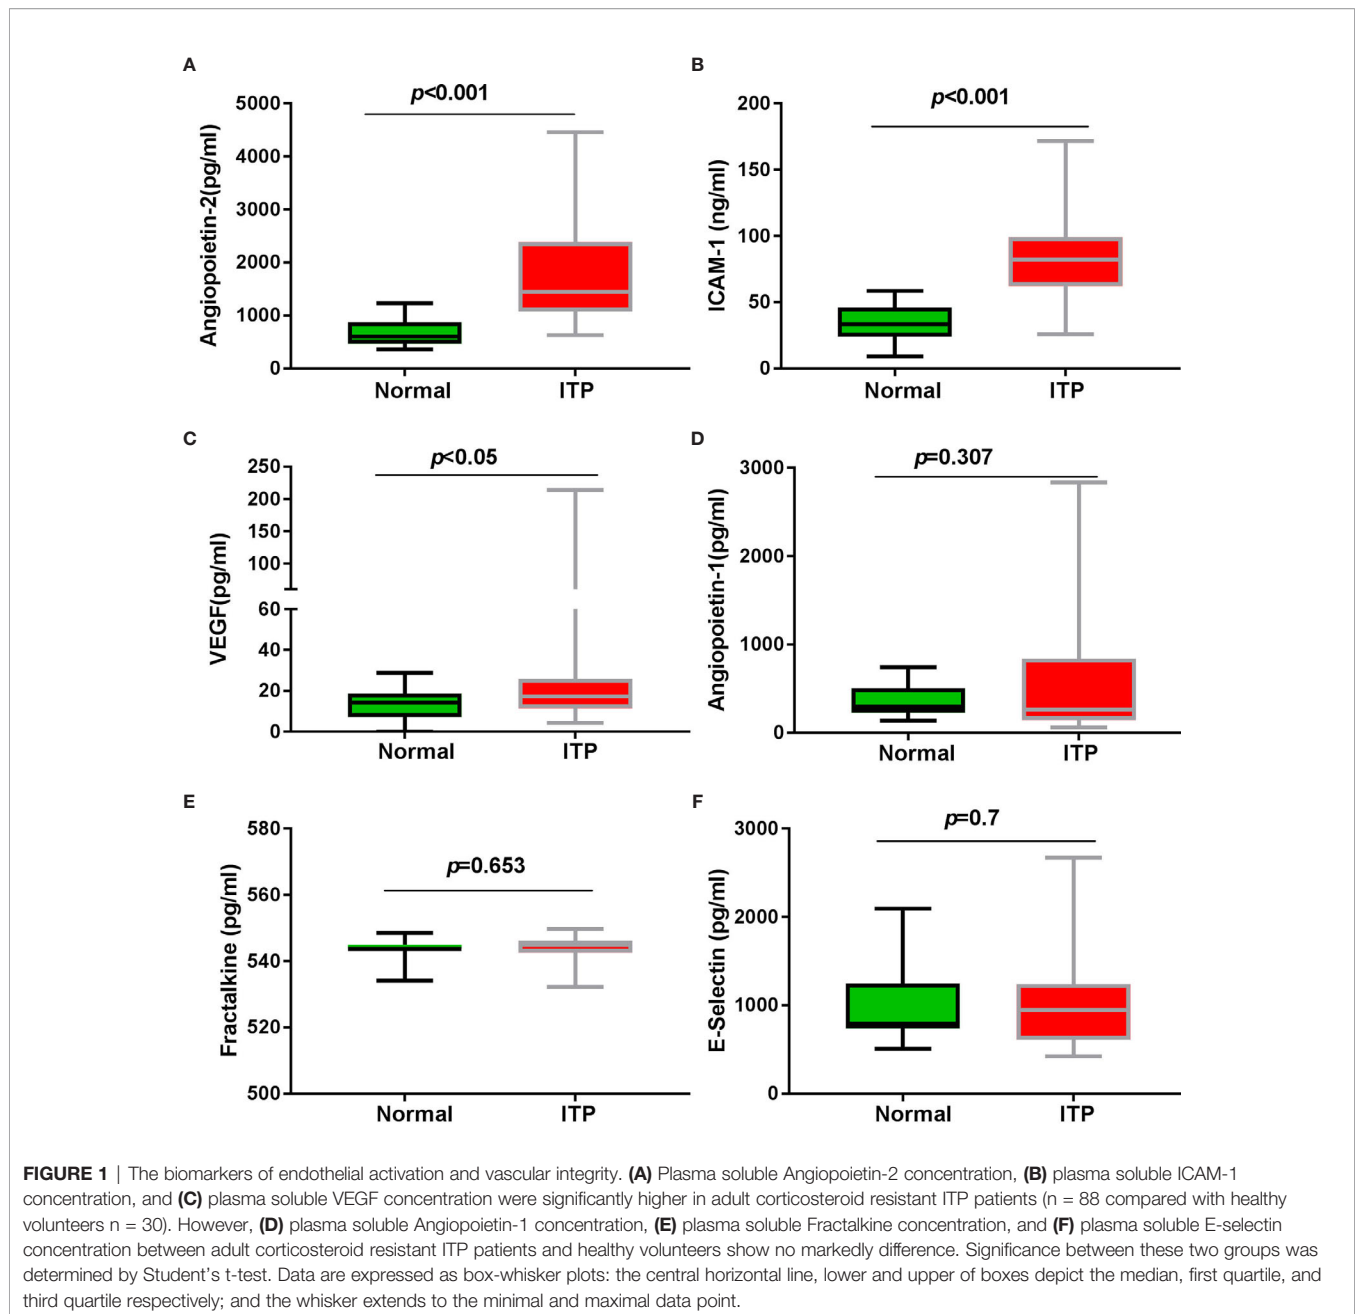 A
p<0.001
Angiopoietin-2(pg/ml)
5000
4000
3000
2000
1000
0
Normal ITP
B
p<0.001
ICAM-1 (ng/ml)
200
150
100
50
0
Normal ITP
C
p<0.05
VEGF(pg/ml)
250
200
150
100
60
40
20
0
Normal ITP
D
p=0.307
Angiopoietin-1(pg/ml)
3000
2000
1000
0
Normal ITP
E
p=0.653
Fractalkine (pg/ml)
580
560
540
520
500
Normal ITP
F
p=0.7
E-Selectin (pg/ml)
3000
2000
1000
0
Normal ITP
FIGURE 1 | The biomarkers of endothelial activation and vascular integrity. (A) Plasma soluble Angiopoietin-2 concentration, (B) plasma soluble ICAM-1
concentration, and (C) plasma soluble VEGF concentration were significantly higher in adult corticosteroid resistant ITP patients (n = 88 compared with healthy
volunteers n = 30). However, (D) plasma soluble Angiopoietin-1 concentration, (E) plasma soluble Fractalkine concentration, and (F) plasma soluble E-selectin
concentration between adult corticosteroid resistant ITP patients and healthy volunteers show no markedly difference. Significance between these two groups was
determined by Student's t-test. Data are expressed as box-whisker plots: the central horizontal line, lower and upper of boxes depict the median, first quartile, and
third quartile respectively; and the whisker extends to the minimal and maximal data point.